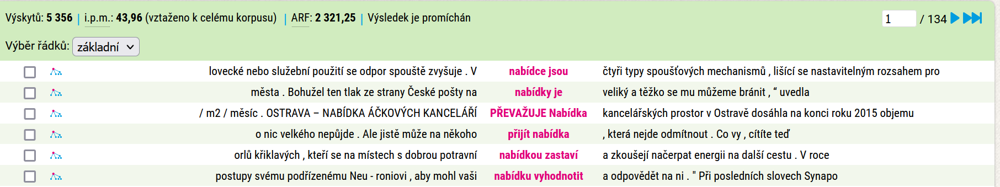 Výskytů: 5 356 | i.p.m.: 43,96 (vztaženo k celému korpusu) | ARF: 2 321,25 | Výsledek je promíchán 1 / 134
Výběr řádků: základní
lovecké nebo služební použití se odpor spouště zvyšuje . V nabídce jsou čtyři typy spoušťových mechanismů , lišící se nastavitelným rozsahem pro
města . Bohužel ten tlak ze strany České pošty na nabídky je veliký a těžko se mu můžeme bránit , “ uvedla
/ m2 / měsíc . OSTRAVA – NABÍDKA ÁČKOVÝCH KANCELÁŘÍ PŘEVAŽUJE Nabídka kancelářských prostor v Ostravě dosáhla na konci roku 2015 objemu
o nic velkého nepůjde . Ale jistě může na někoho přijít nabídka , která nejde odmítnout . Co vy , cítíte teď
orlů křiklavých , kteří se na místech s dobrou potravní nabídkou zastaví a zkoušejí načerpat energii na další cestu . V roce
postupy svému podřízenému Neu - roniovi , aby mohl vaši nabídku vyhodnotit a odpovědět na ni . " Při posledních slovech Synapo